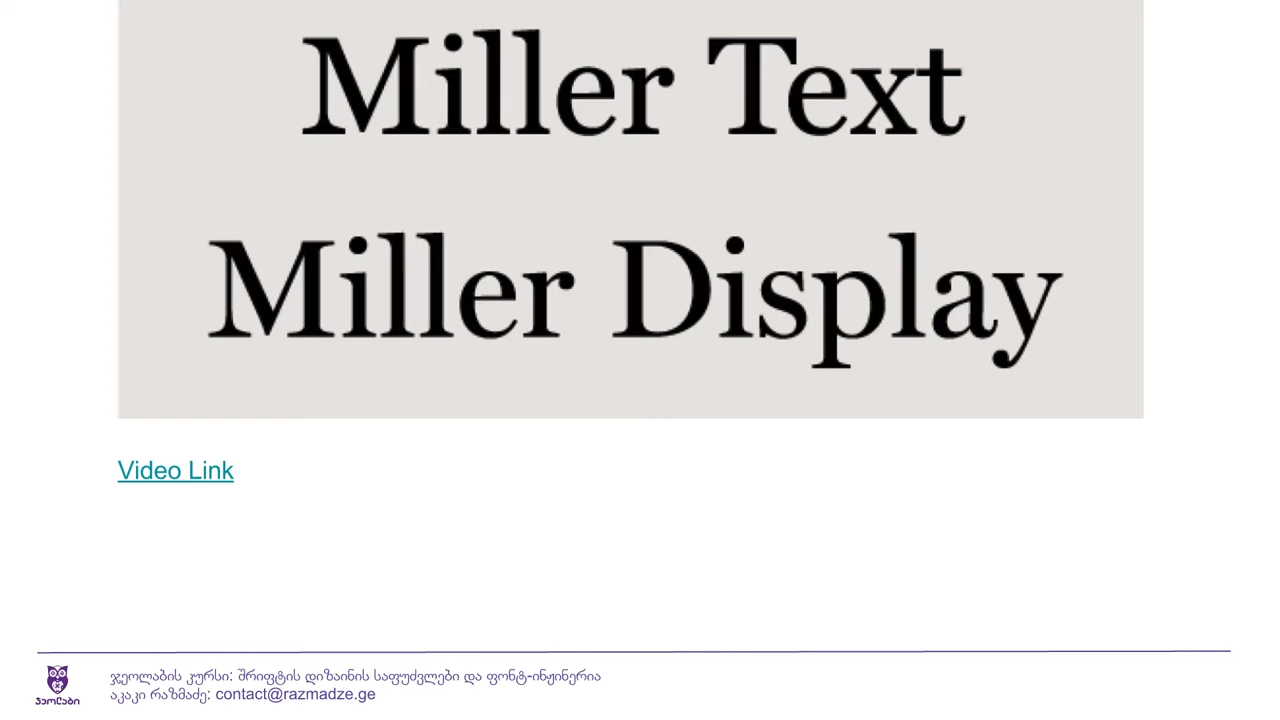 Miller Text
Miller Display
Video Link
ჯეოლაბის კურსი: შრიფტის დიზაინის საფუძვლები და ფონტ-ინჟინერია
აკაკი რაზმაძე: contact@razmadze.ge
ჯეოლაბი